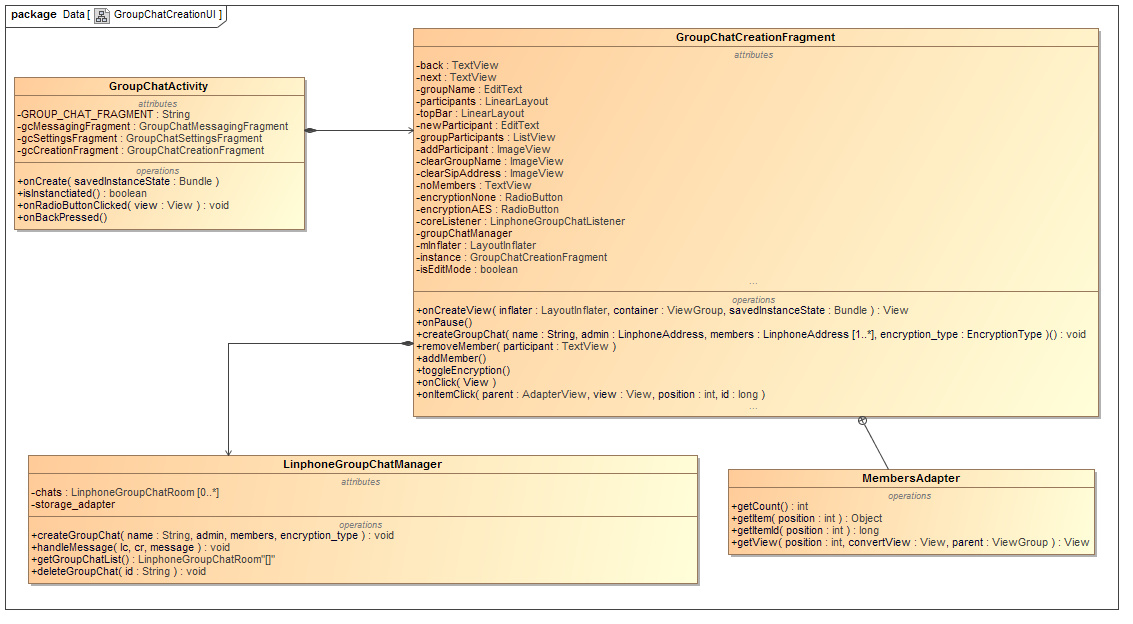 package Data [ GroupChatCreationUI ]
GroupChatActivity
attributes
-GROUP_CHAT_FRAGMENT : String
-gcMessagingFragment : GroupChatMessagingFragment
-gcSettingsFragment : GroupChatSettingsFragment
-gcCreationFragment : GroupChatCreationFragment
operations
+onCreate( savedInstanceState : Bundle )
+isInstanctiated() : boolean
+onRadioButtonClicked( view : View ) : void
+onBackPressed()
GroupChatCreationFragment
attributes
-back : TextView
-next : TextView
-groupName : EditText
-participants : LinearLayout
-topBar : LinearLayout
-newParticipant : EditText
-groupParticipants : ListView
-addParticipant : ImageView
-clearGroupName : ImageView
-clearSipAddress : ImageView
-noMembers : TextView
-encryptionNone : RadioButton
-encryptionAES : RadioButton
-coreListener : LinphoneGroupChatListener
-groupChatManager
-mInflater : LayoutInflater
-instance : GroupChatCreationFragment
-isEditMode : boolean
...
operations
+onCreateView( inflater : LayoutInflater, container : ViewGroup, savedInstanceState : Bundle ) : View
+onPause()
+createGroupChat( name : String, admin : LinphoneAddress, members : LinphoneAddress [1..*], encryption_type : EncryptionType )() : void
+removeMember( participant : TextView )
+addMember()
+toggleEncryption()
+onClick( View )
+onItemClick( parent : AdapterView, view : View, position : int, id : long )
...
LinphoneGroupChatManager
attributes
-chats : LinphoneGroupChatRoom [0..*]
-storage_adapter
operations
+createGroupChat( name : String, admin, members, encryption_type ) : void
+handleMessage( lc, cr, message ) : void
+getGroupChatList() : LinphoneGroupChatRoom"[]"
+deleteGroupChat( id : String ) : void
MembersAdapter
operations
+getCount() : int
+getItem( position : int ) : Object
+getItemId( position : int ) : long
+getView( position : int, convertView : View, parent : ViewGroup ) : View